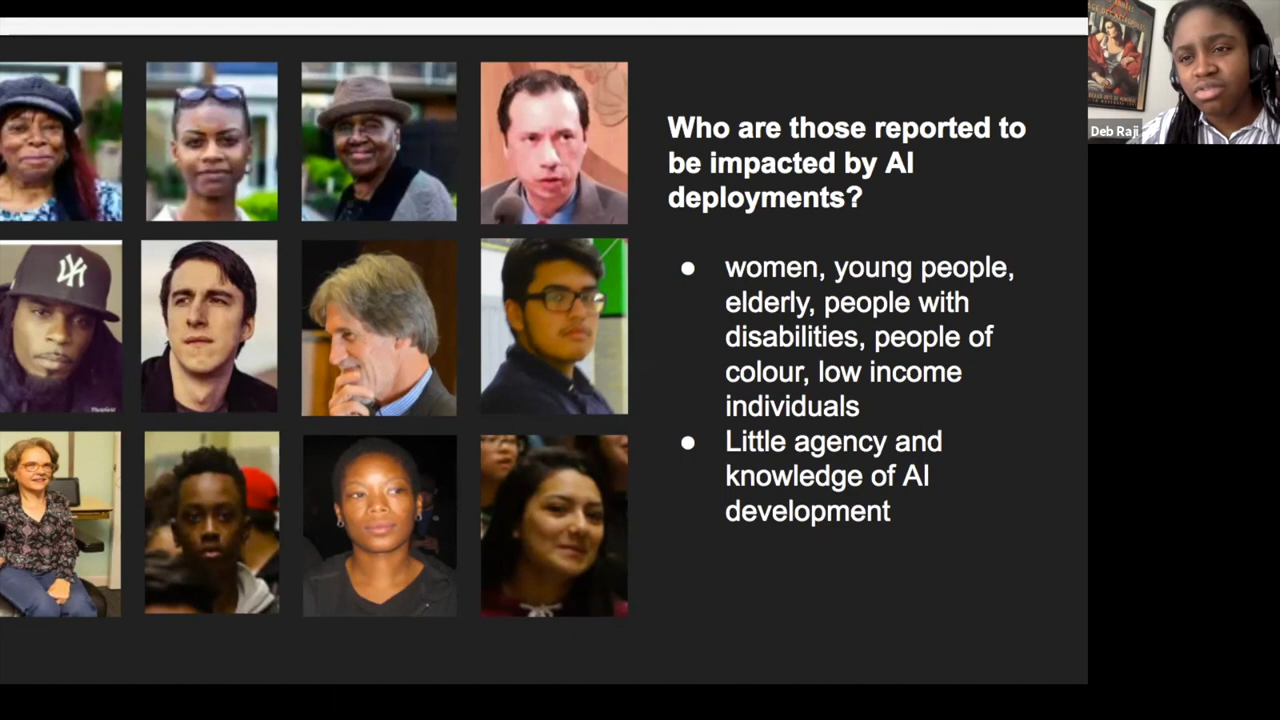 Who are those reported to
be impacted by AI
deployments?
● women, young people,
elderly, people with
disabilities, people of
colour, low income
individuals
● Little agency and
knowledge of AI
development
Deb Raji
NY